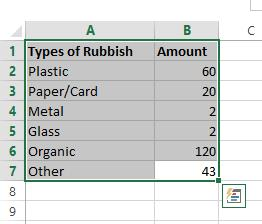 A B C
1 Types of Rubbish Amount
2 Plastic 60
3 Paper/Card 20
4 Metal 2
5 Glass 2
6 Organic 120
7 Other 43
8
9